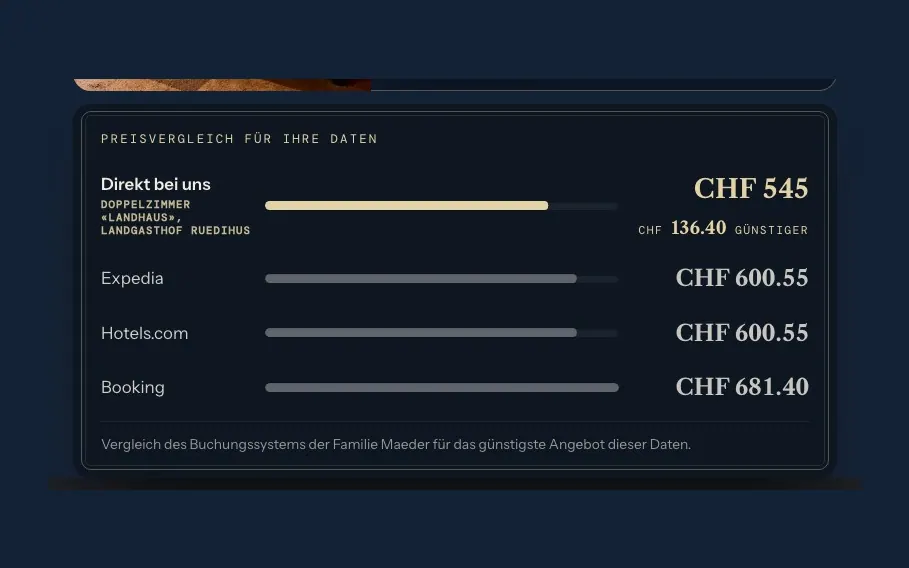 PREISVERGLEICH FÜR IHRE DATEN
Direkt bei uns
DOPPELZIMMER
«LANDHAUS»,
LANDGASTHOF RUEDIHUS
CHF 545
CHF 136.40 GÜNSTIGER
Expedia
CHF 600.55
Hotels.com
CHF 600.55
Booking
CHF 681.40
Vergleich des Buchungssystems der Familie Maeder für das günstigste Angebot dieser Daten.